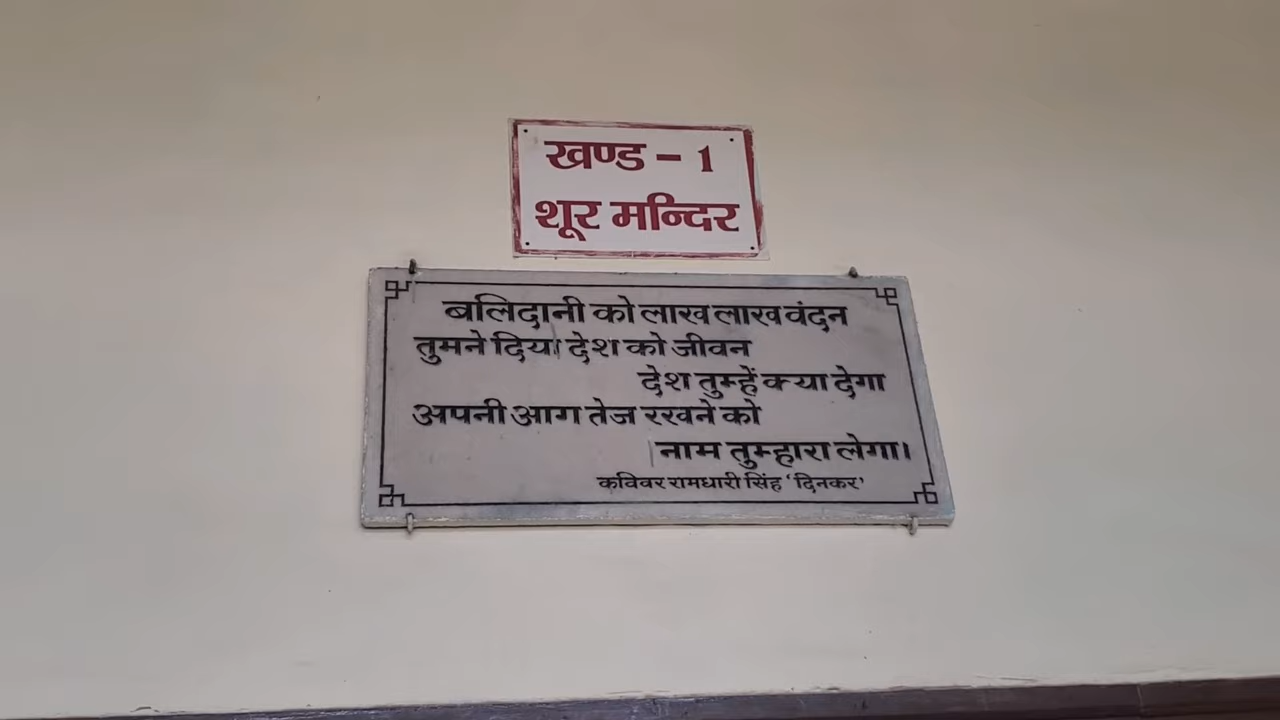 खण्ड - 1
शूर मन्दिर
बलिदानी को लाख लाख वंदन
तुमने दिया देश को जीवन
देश तुम्हें क्या देगा
अपनी आग तेज रखने को
नाम तुम्हारा लेगा।
कविवर रामधारी सिंह ‘दिनकर’